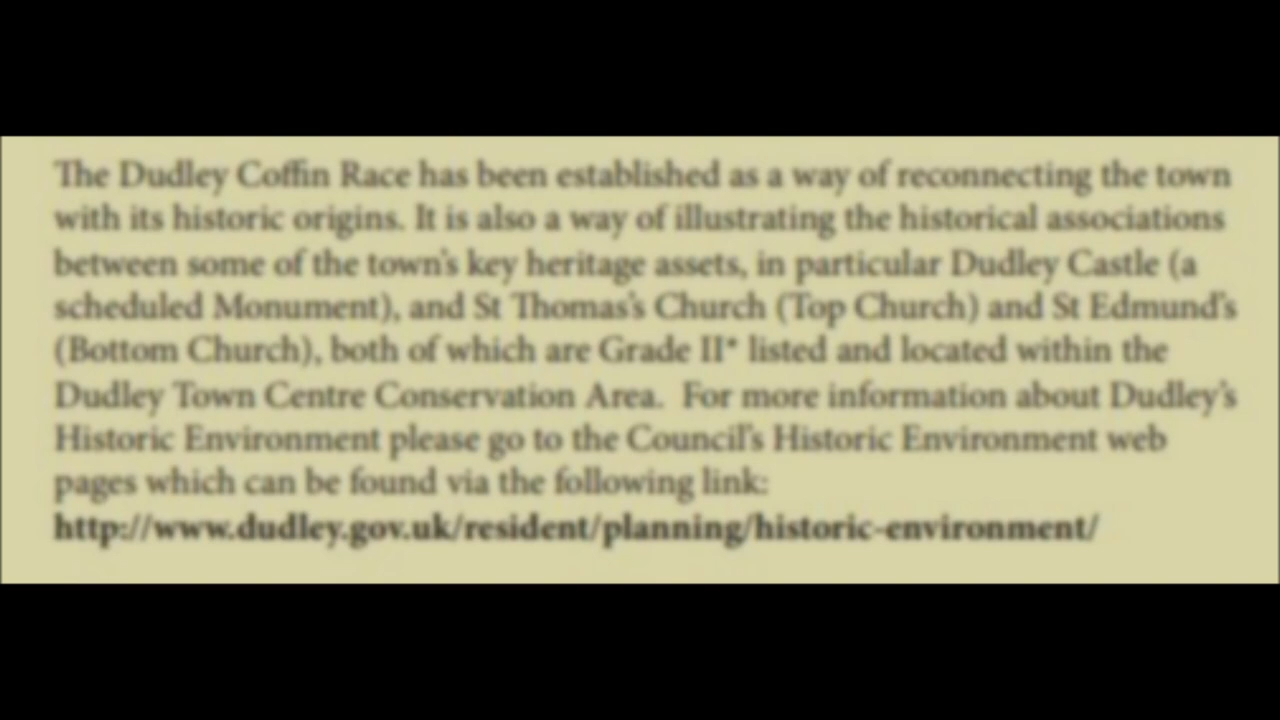 The Dudley Coffin Race has been established as a way of reconnecting the town
with its historic origins. It is also a way of illustrating the historical associations
between some of the town's key heritage assets, in particular Dudley Castle (a
scheduled Monument), and St Thomas's Church (Top Church) and St Edmund's
(Bottom Church), both of which are Grade II* listed and located within the
Dudley Town Centre Conservation Area.  For more information about Dudley's
Historic Environment please go to the Council's Historic Environment web
pages which can be found via the following link:
http://www.dudley.gov.uk/resident/planning/historic-environment/